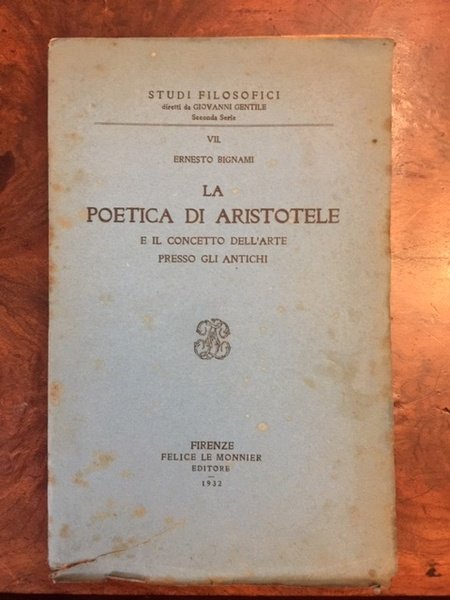 STUDI FILOSOFICI
diretti da GIOVANNI GENTILE
Seconda Serie
VII.
ERNESTO BIGNAMI
LA
POETICA DI ARISTOTELE
E IL CONCETTO DELL'ARTE
PRESSO GLI ANTICHI
FIRENZE
FELICE LE MONNIER
EDITORE
1932